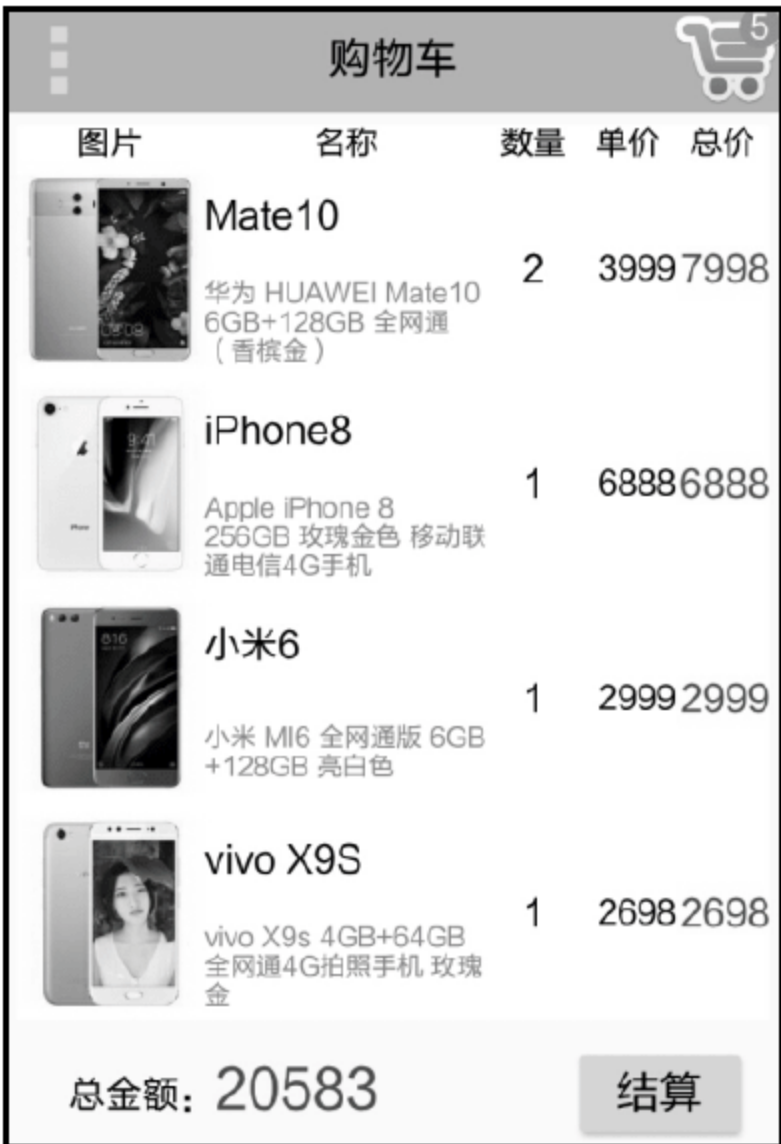 购物车
5
图片 名称 数量 单价 总价
Mate10
华为 HUAWEI Mate10
6GB+128GB 全网通
（香槟金）
2 3999 7998
iPhone8
9:41
iPhone
Apple iPhone 8
256GB 玫瑰金色 移动联
通电信4G手机
1 6888 6888
小米6
小米 MI6 全网通版 6GB
+128GB 亮白色
1 2999 2999
vivo X9S
vivo X9s 4GB+64GB
全网通4G拍照手机 玫瑰
金
1 2698 2698
总金额：20583
结算